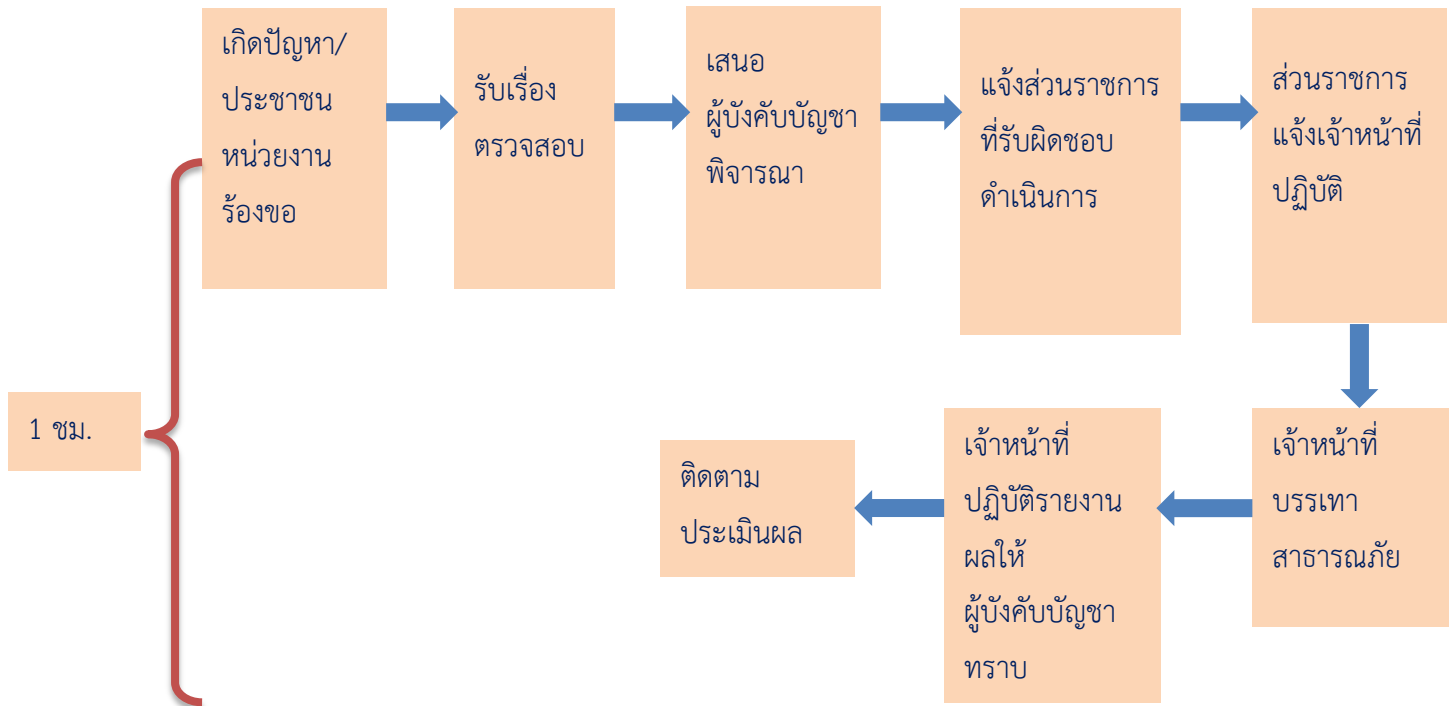 เกิดปัญหา/
ประชาชน
หน่วยงาน
ร้องขอ
รับเรื่อง
ตรวจสอบ
เสนอ
ผู้บังคับบัญชา
พิจารณา
แจ้งส่วนราชการ
ที่รับผิดชอบ
ดำเนินการ
ส่วนราชการ
แจ้งเจ้าหน้าที่
ปฏิบัติ
1 ชม.
เจ้าหน้าที่
บรรเทา
สาธารณภัย
เจ้าหน้าที่
ปฏิบัติรายงาน
ผลให้
ผู้บังคับบัญชา
ทราบ
ติดตาม
ประเมินผล